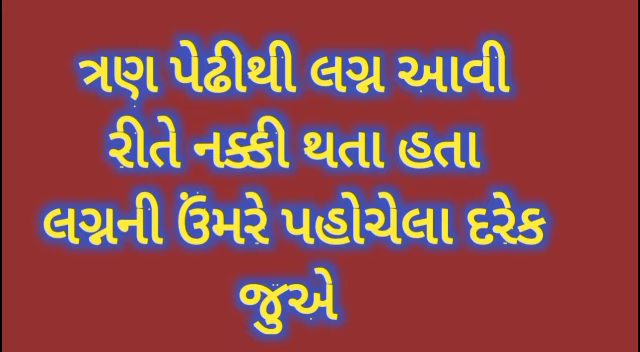 ત્રણ પેઢીથી લગ્ન આવી
રીતે નક્કી થતા હતા
લગ્નની ઉંમરે પહોચેલા દરેક
જુએ